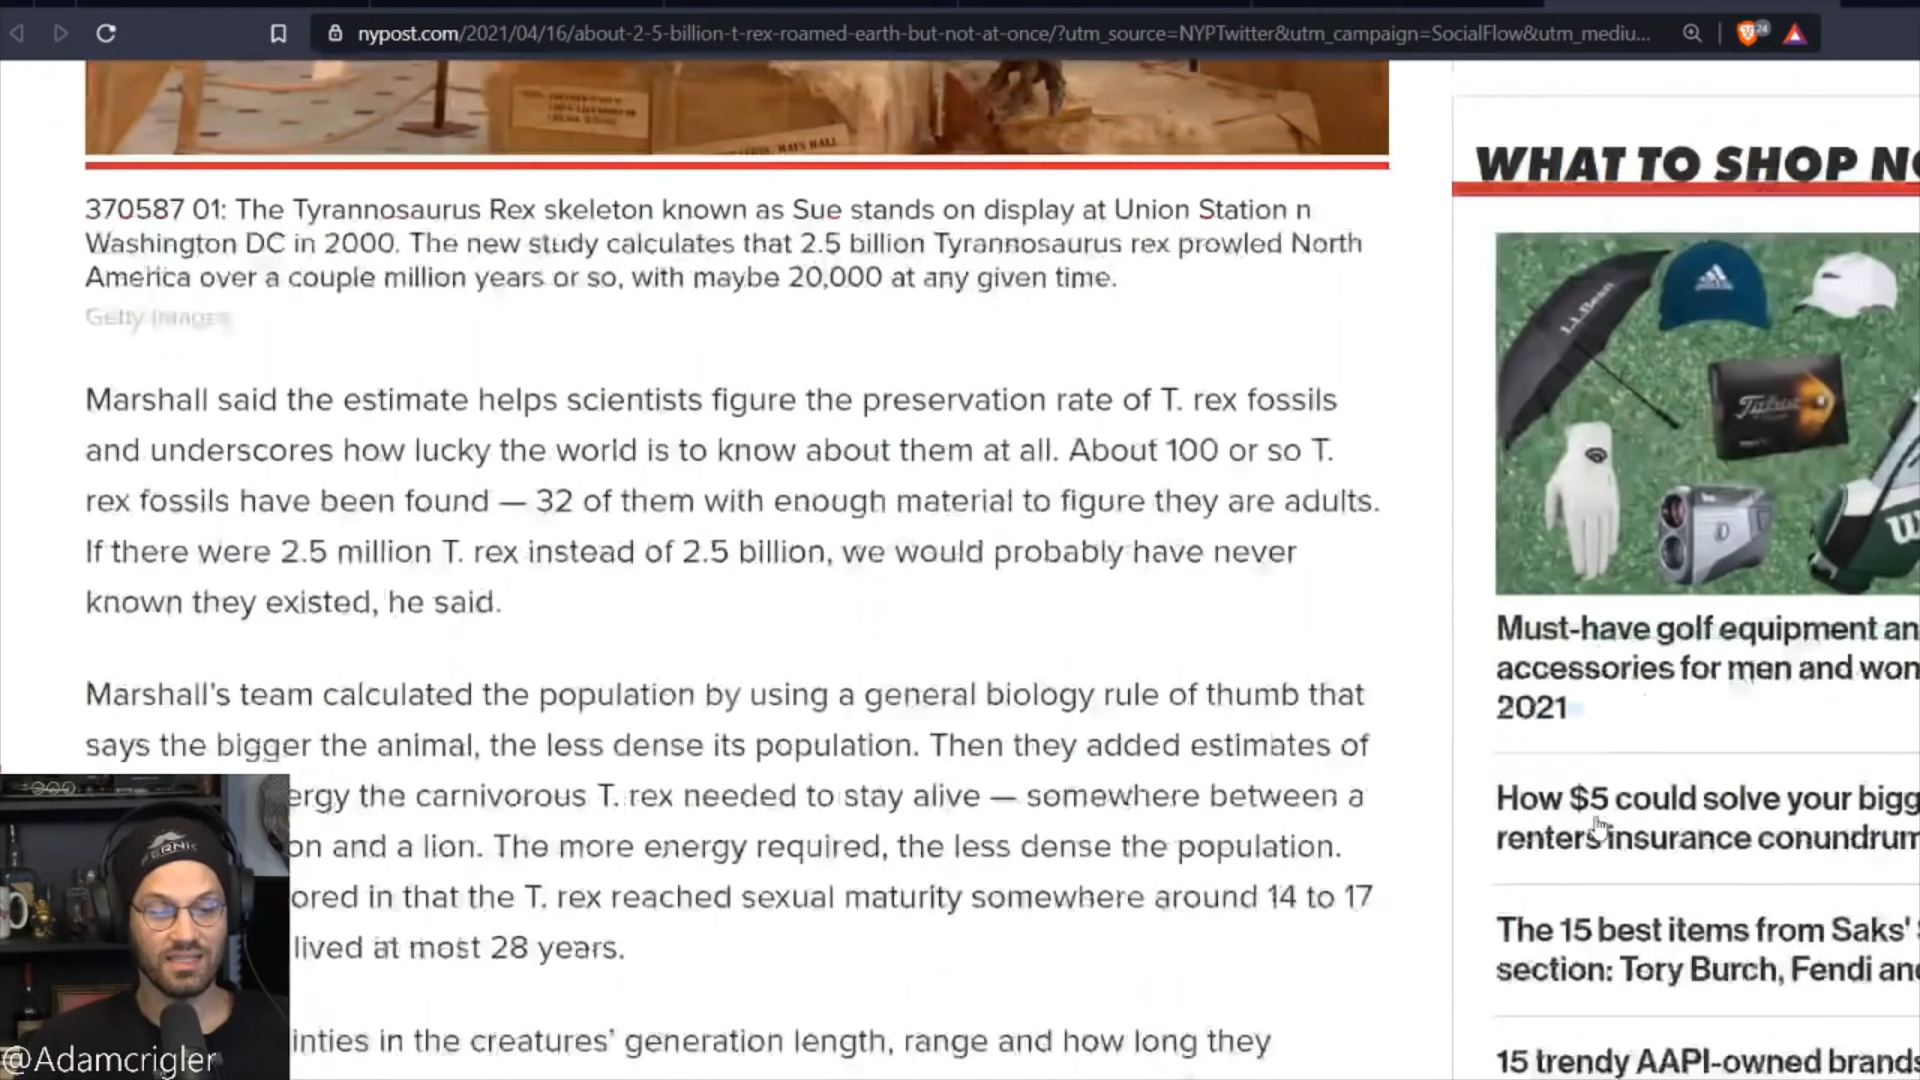 nypost.com/2021/04/16/about-2-5-billion-t-rex-roamed-earth-but-not-at-once/?utm_source=NYPTwitter&utm_campaign=SocialFlow&utm_mediu...
24
370587 01: The Tyrannosaurus Rex skeleton known as Sue stands on display at Union Station n
Washington DC in 2000. The new study calculates that 2.5 billion Tyrannosaurus rex prowled North
America over a couple million years or so, with maybe 20,000 at any given time.
Getty Images
Marshall said the estimate helps scientists figure the preservation rate of T. rex fossils
and underscores how lucky the world is to know about them at all. About 100 or so T.
rex fossils have been found — 32 of them with enough material to figure they are adults.
If there were 2.5 million T. rex instead of 2.5 billion, we would probably have never
known they existed, he said.
Marshall's team calculated the population by using a general biology rule of thumb that
says the bigger the animal, the less dense its population. Then they added estimates of
ergy the carnivorous T. rex needed to stay alive — somewhere between a
on and a lion. The more energy required, the less dense the population.
ored in that the T. rex reached sexual maturity somewhere around 14 to 17
lived at most 28 years.
inties in the creatures' generation length, range and how long they
WHAT TO SHOP NO
L.L.Bean
adidas
Titleist
W
Must-have golf equipment an
accessories for men and won
2021
How $5 could solve your bigg
renters insurance conundrum
The 15 best items from Saks'
section: Tory Burch, Fendi and
15 trendy AAPI-owned brands
FERNIE
@Adamcrigler